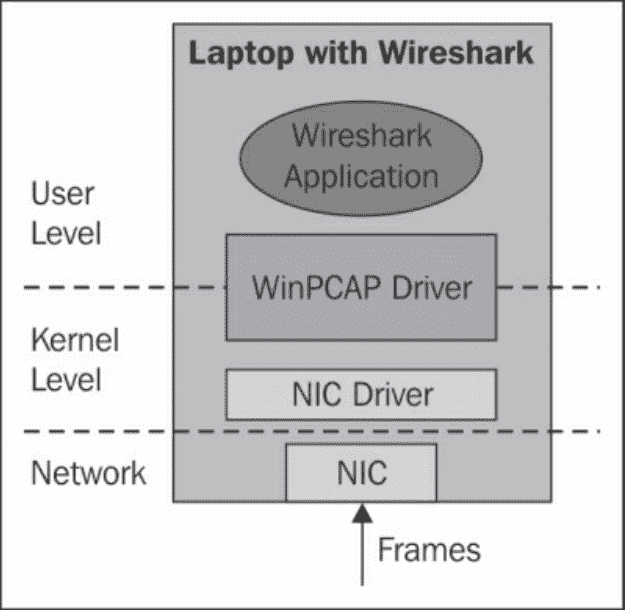 Laptop with Wireshark
Wireshark
Application
User
Level
WinPCAP Driver
Kernel
Level
NIC Driver
Network
NIC
Frames